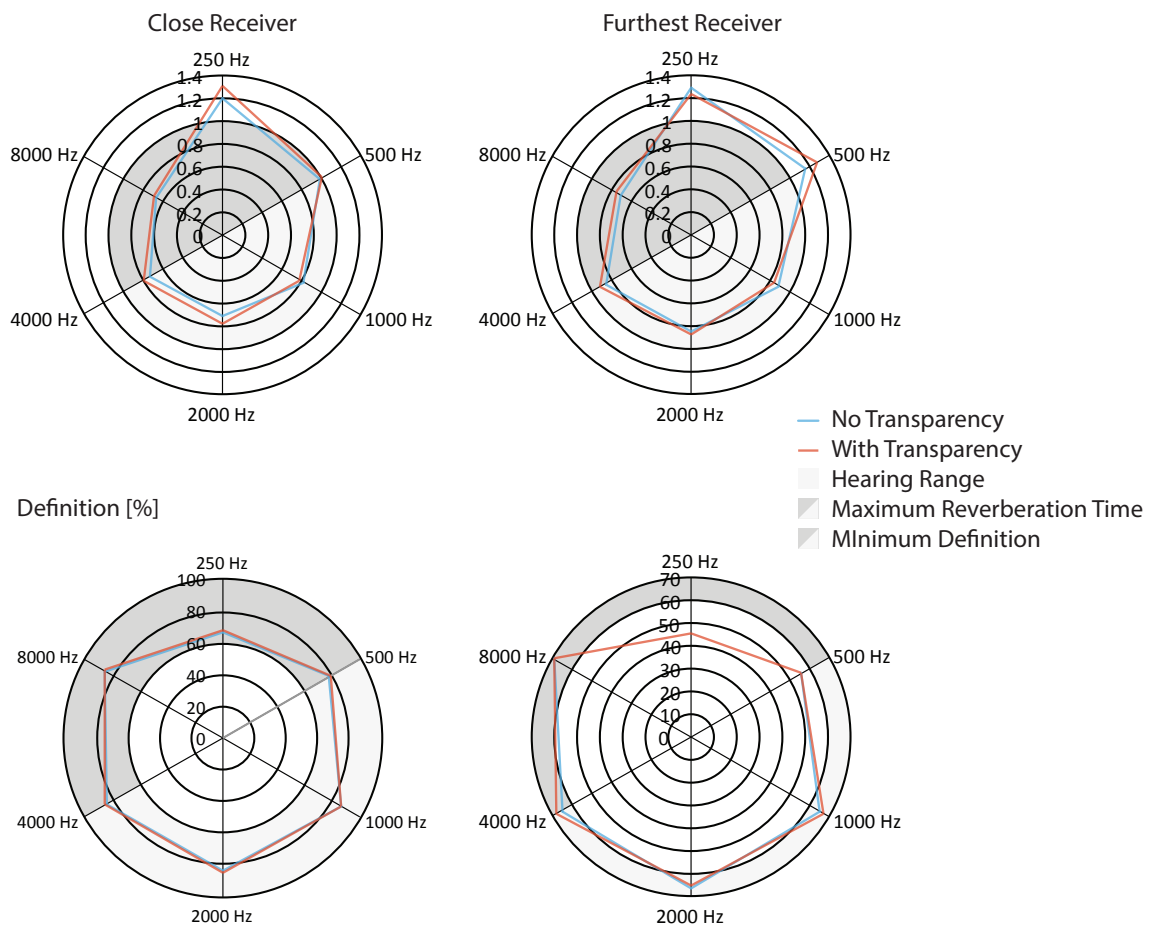 Close Receiver
250 Hz
1.4
1.2
1
0.8
0.6
0.4
0.2
0
500 Hz
1000 Hz
2000 Hz
4000 Hz
8000 Hz
Furthest Receiver
250 Hz
1.4
1.2
1
0.8
0.6
0.4
0.2
0
500 Hz
1000 Hz
2000 Hz
4000 Hz
8000 Hz
No Transparency
With Transparency
Hearing Range
Maximum Reverberation Time
MInimum Definition
Definition [%]
250 Hz
100
80
60
40
20
0
500 Hz
1000 Hz
2000 Hz
4000 Hz
8000 Hz
250 Hz
70
60
50
40
30
20
10
0
500 Hz
1000 Hz
2000 Hz
4000 Hz
8000 Hz